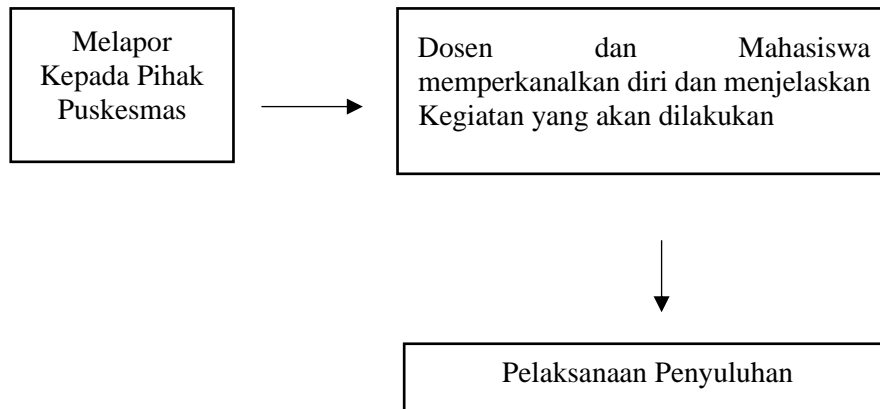 Melapor
Kepada Pihak
Puskesmas
Dosen dan Mahasiswa
memperkanalkan diri dan menjelaskan
Kegiatan yang akan dilakukan
Pelaksanaan Penyuluhan